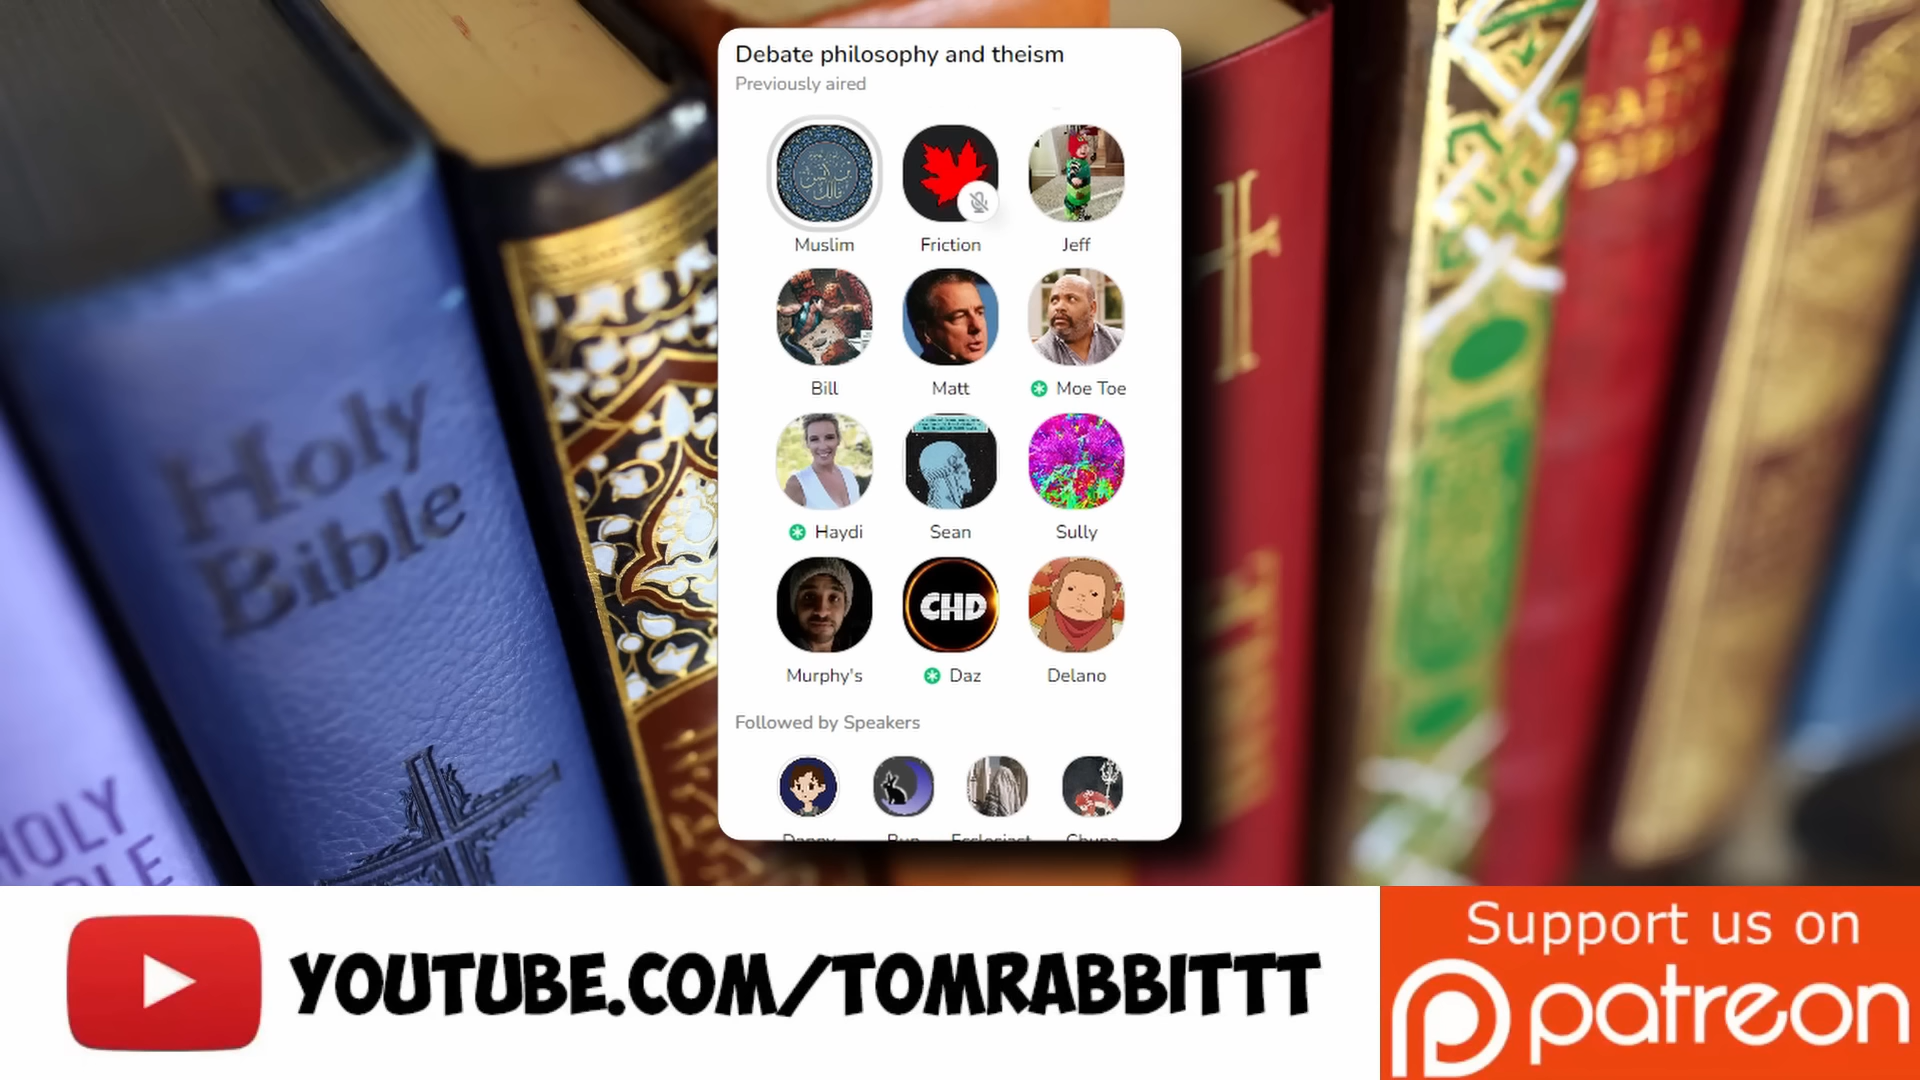 Debate philosophy and theism
Previously aired
Muslim
Friction
Jeff
Bill
Matt
Moe Toe
Haydi
Sean
Sully
CHD
Murphy's
Daz
Delano
Followed by Speakers
Holy
Bible
HOLY
YOUTUBE.COM/TOMRABBITTT
Support us on
patreon